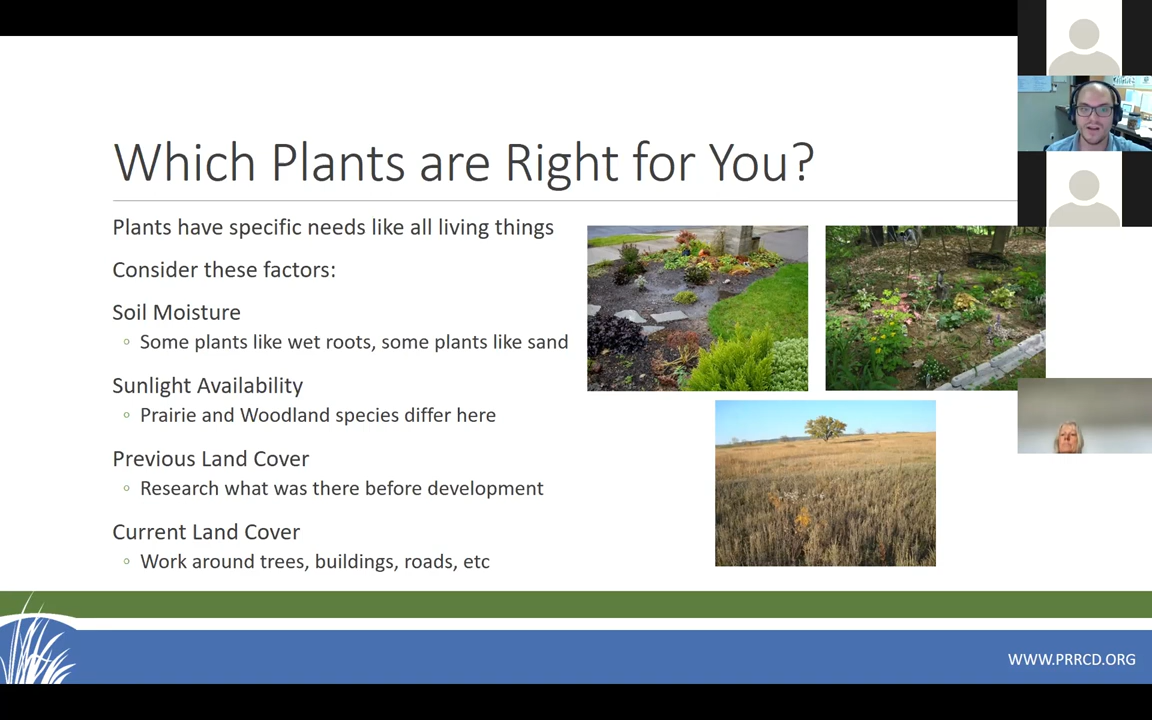 Which Plants are Right for You?
Plants have specific needs like all living things
Consider these factors:
Soil Moisture
◦ Some plants like wet roots, some plants like sand
Sunlight Availability
◦ Prairie and Woodland species differ here
Previous Land Cover
◦ Research what was there before development
Current Land Cover
◦ Work around trees, buildings, roads, etc
WWW.PRRCD.ORG